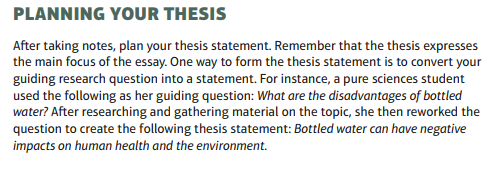 PLANNING YOUR THESIS
After taking notes, plan your thesis statement. Remember that the thesis expresses
the main focus of the essay. One way to form the thesis statement is to convert your
guiding research question into a statement. For instance, a pure sciences student
used the following as her guiding question: What are the disadvantages of bottled
water? After researching and gathering material on the topic, she then reworked the
question to create the following thesis statement: Bottled water can have negative
impacts on human health and the environment.